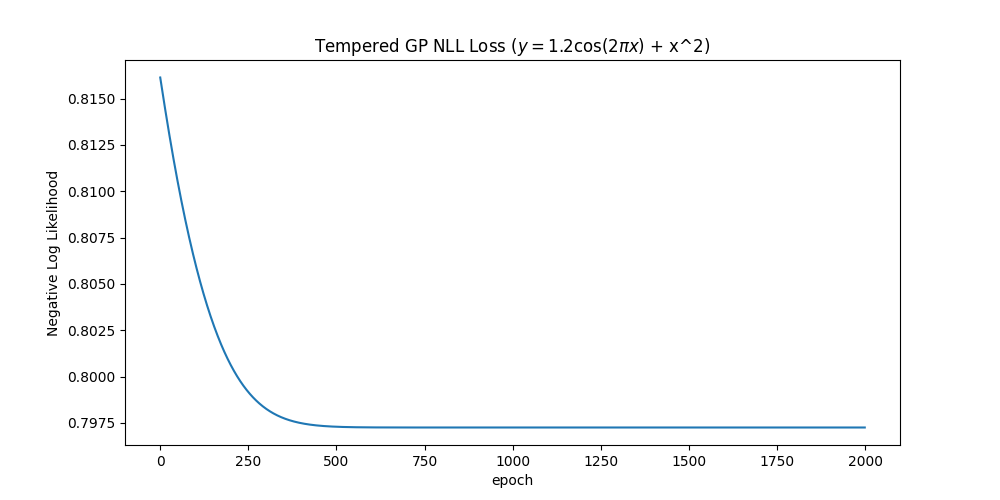 Tempered GP NLL Loss (y = 1.2cos(2πx) + x^2)
Negative Log Likelihood
0.8150
0.8125
0.8100
0.8075
0.8050
0.8025
0.8000
0.7975
0 250 500 750 1000 1250 1500 1750 2000
epoch